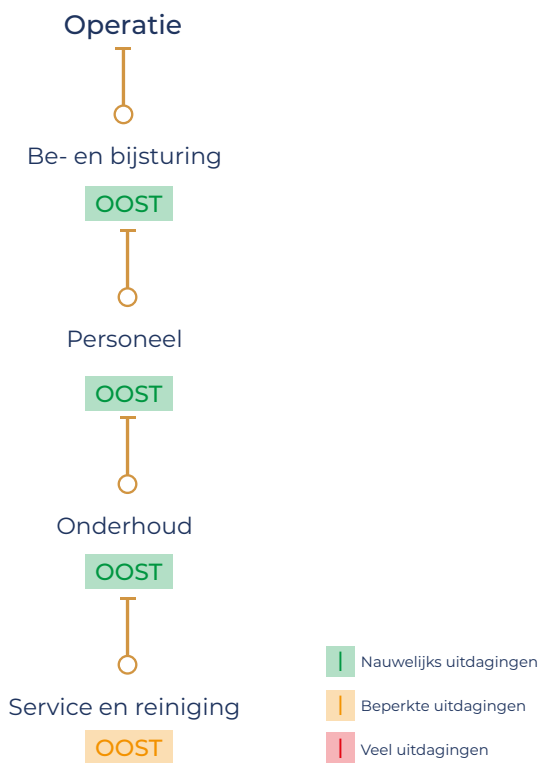 Operatie
Be- en bijsturing
OOST
Personeel
OOST
Onderhoud
OOST
Service en reiniging
OOST
Nauwelijks uitdagingen
Beperkte uitdagingen
Veel uitdagingen